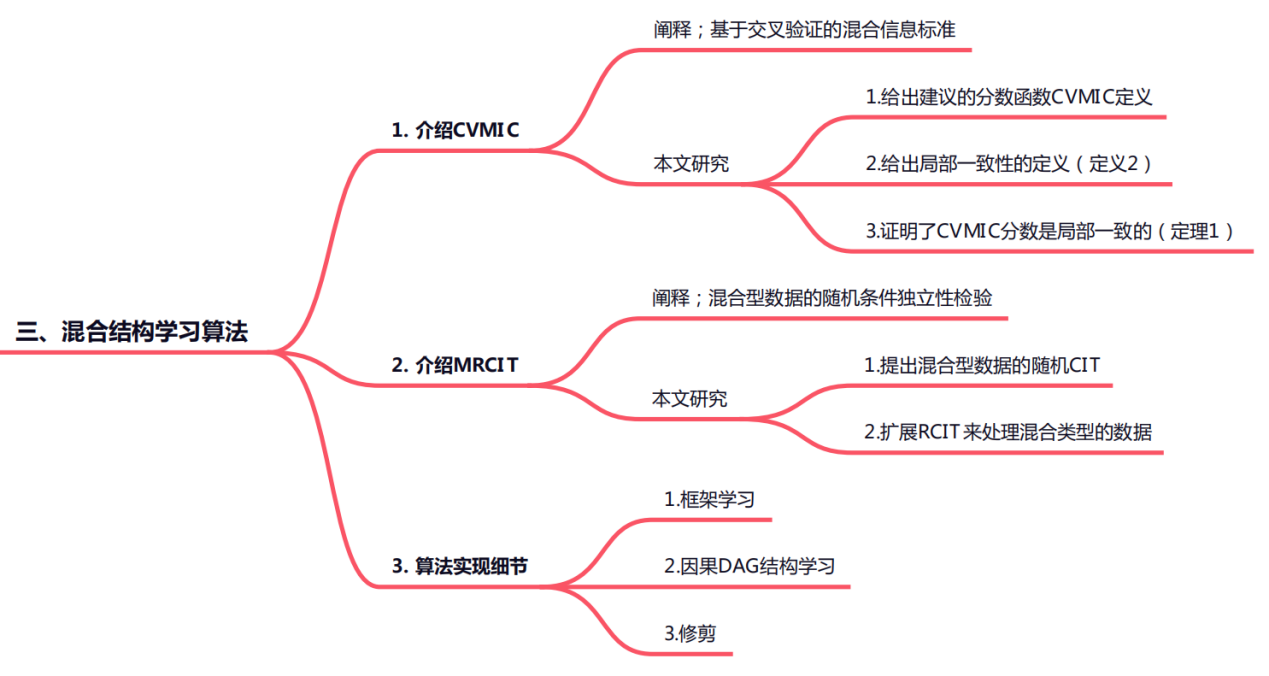 三、混合结构学习算法
1. 介绍CVMIC
阐释；基于交叉验证的混合信息标准
本文研究
1.给出建议的分数函数CVMIC定义
2.给出局部一致性的定义（定义2）
3.证明了CVMIC分数是局部一致的（定理1）
2. 介绍MRCIT
阐释；混合型数据的随机条件独立性检验
本文研究
1.提出混合型数据的随机CIT
2.扩展RCIT来处理混合类型的数据
3. 算法实现细节
1.框架学习
2.因果DAG结构学习
3.修剪